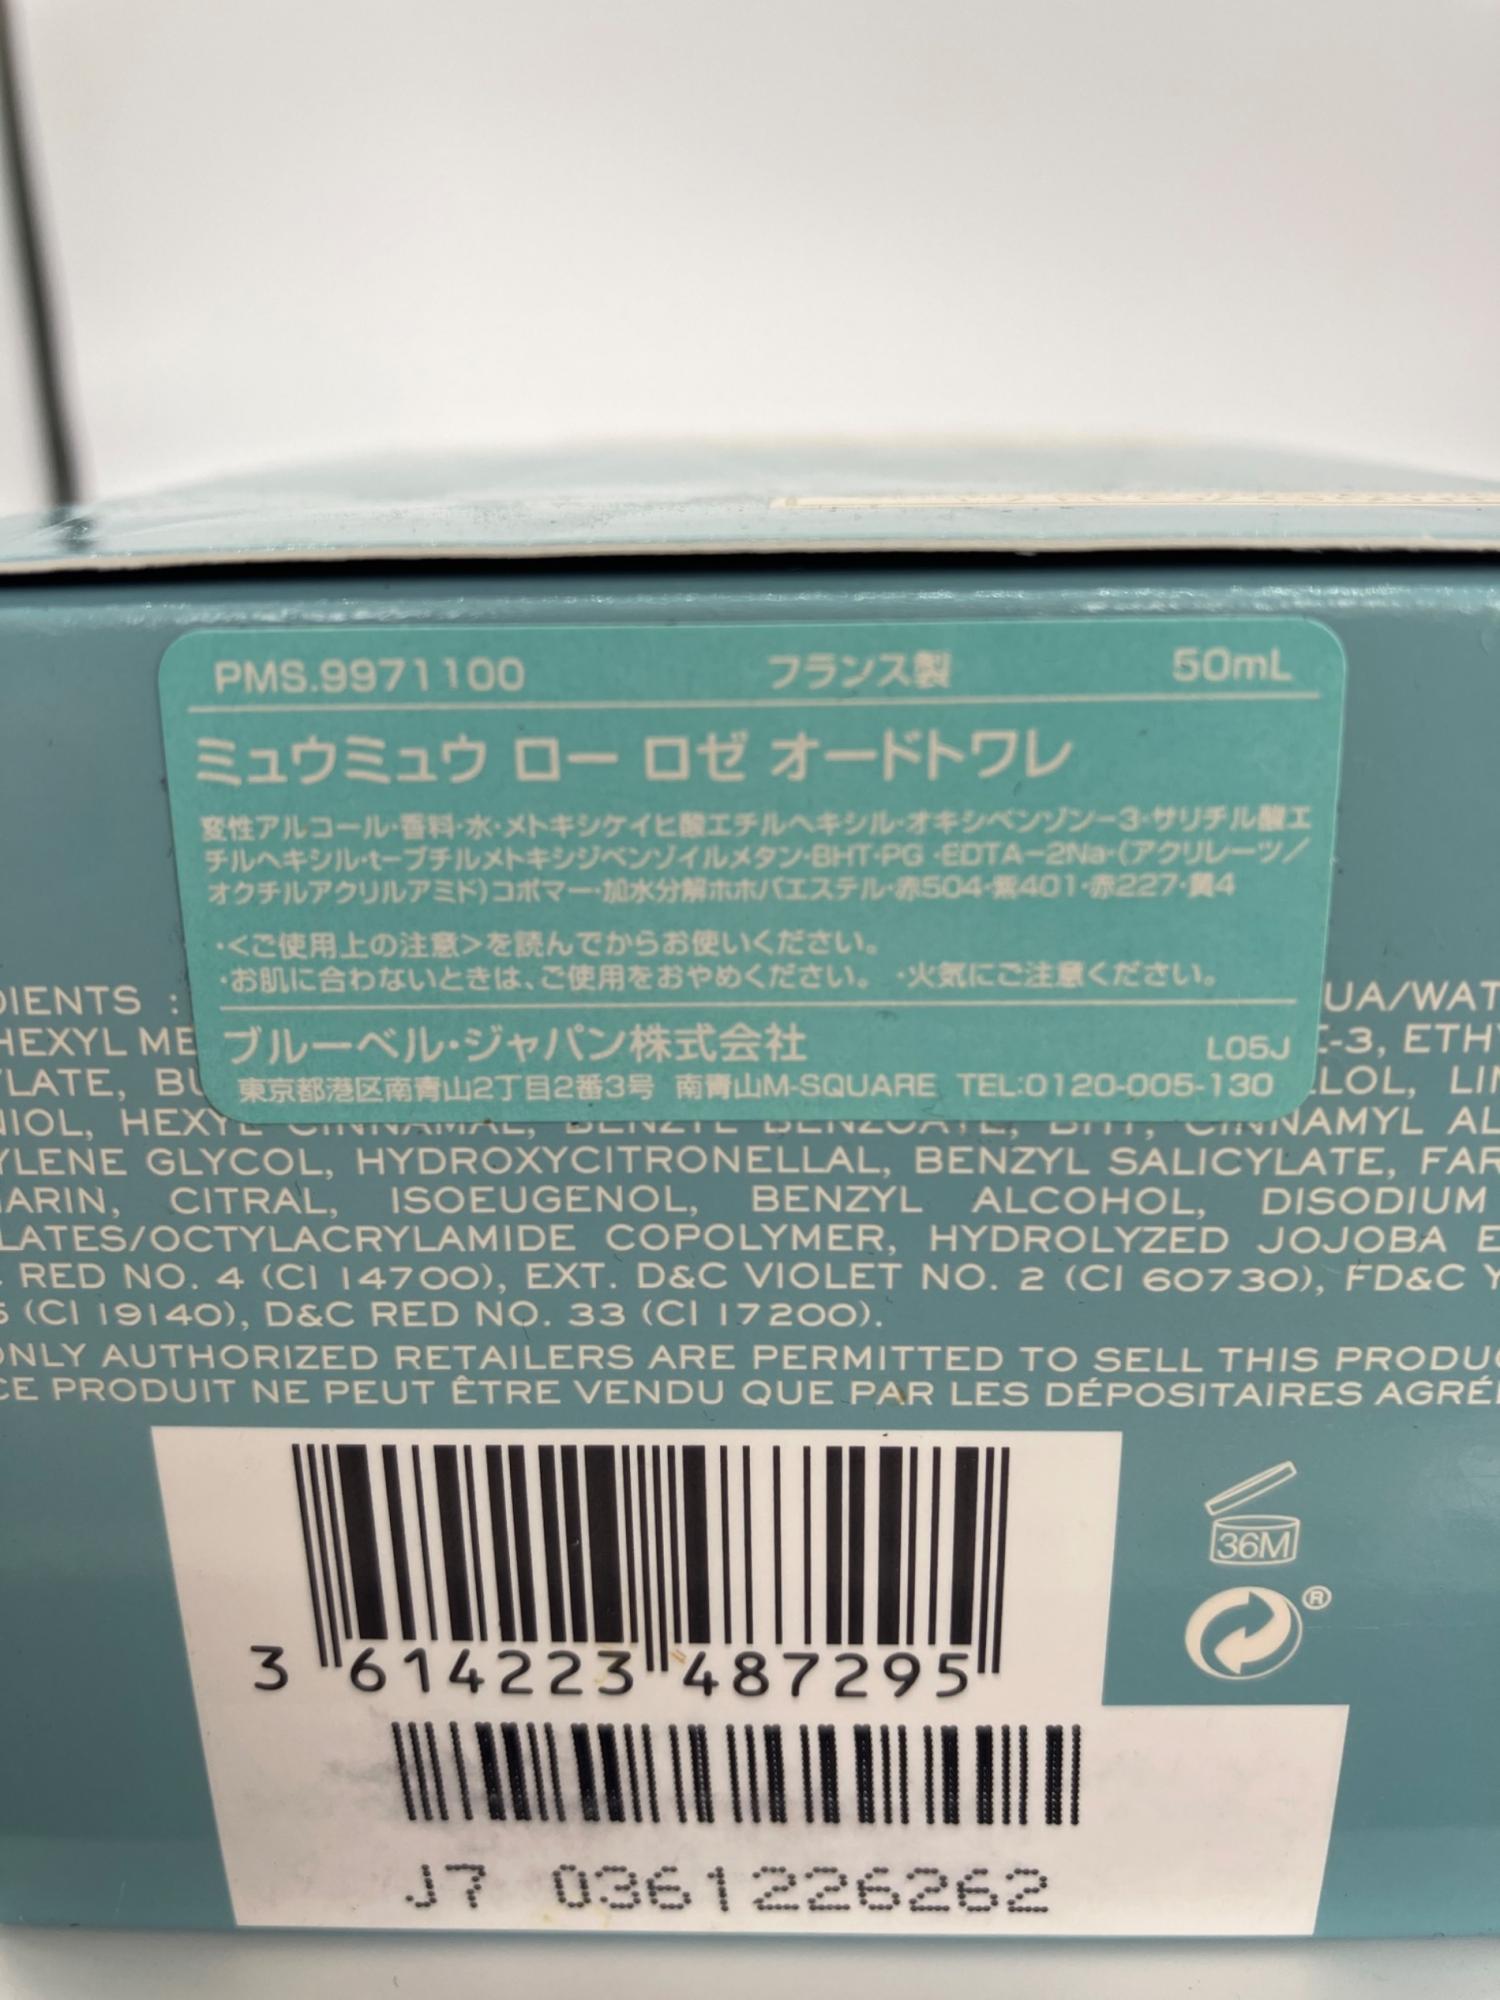 PMS.9971100 フランス製 50mL
ミュウミュウ ロー ロゼ オードトワレ
変性アルコール・香料・水・メトキシケイヒ酸エチルヘキシル・オキシベンゾン-3・サリチル酸エ
チルヘキシル・t-ブチルメトキシジベンゾイルメタン・BHT・PG・EDTA-2Na・(アクリレーツ/
オクチルアクリルアミド)コポマー・加水分解ホホバエステル・赤504・紫401・赤227・黄4
・<ご使用上の注意>を読んでからお使いください。
・お肌に合わないときは、ご使用をおやめください。 ・火気にご注意ください。
ブルーベル・ジャパン株式会社 L05J
東京都港区南青山2丁目2番3号 南青山M-SQUARE TEL:0120-005-130
DIENTS : UA/WAT
HEXYL ME E-3, ETH
YLATE, BU LLOL, LI
NIOL, HEXYL CINNAMAL, BENZYL BENZOATE, BHT, CINNAMYL AL
YLENE GLYCOL, HYDROXYCITRONELLAL, BENZYL SALICYLATE, FAR
ARIN, CITRAL, ISOEUGENOL, BENZYL ALCOHOL, DISODIUM
LATES/OCTYLACRYLAMIDE COPOLYMER, HYDROLYZED JOJOBA E
RED NO. 4 (CI 14700), EXT. D&C VIOLET NO. 2 (CI 60730), FD&C Y
5 (CI 19140), D&C RED NO. 33 (CI 17200).
ONLY AUTHORIZED RETAILERS ARE PERMITTED TO SELL THIS PRODU
CE PRODUIT NE PEUT ÊTRE VENDU QUE PAR LES DÉPOSITAIRES AGRÉ
36M
®
3 614223 487295
J7 0361226262